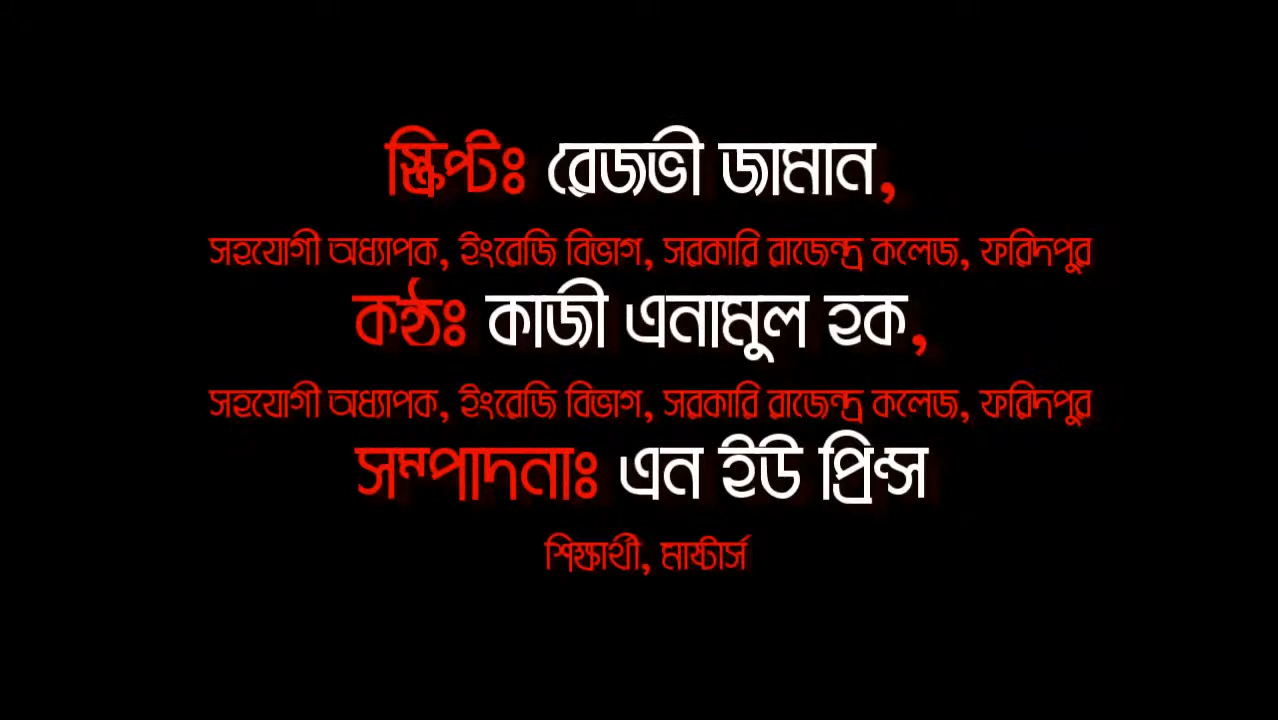 স্ক্রিপ্টঃ রেজভী জামান,
সহযোগী অধ্যাপক, ইংরেজি বিভাগ, সরকারি রাজেন্দ্র কলেজ, ফরিদপুর
কন্ঠঃ কাজী এনামুল হক,
সহযোগী অধ্যাপক, ইংরেজি বিভাগ, সরকারি রাজেন্দ্র কলেজ, ফরিদপুর
সম্পাদনাঃ এন ইউ প্রিন্স
শিক্ষার্থী, মাষ্টার্স